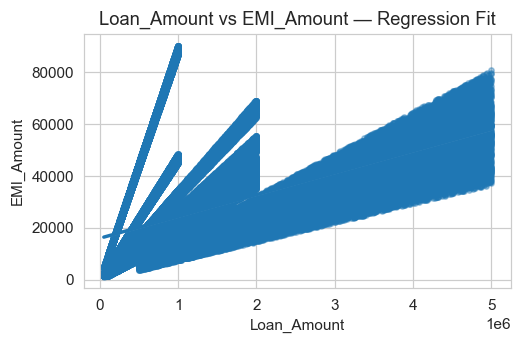 Loan_Amount vs EMI_Amount — Regression Fit
EMI_Amount
80000
60000
40000
20000
0
0 1 2 3 4 5
1e6
Loan_Amount